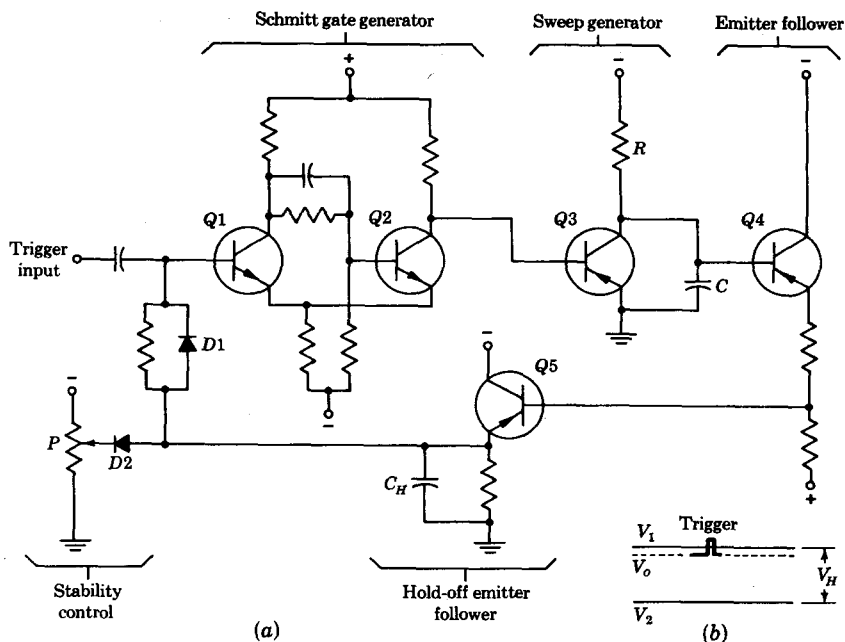 Schmitt gate generator
Sweep generator
Emitter follower
+
−
−
R
Q1
Q2
Q3
Q4
Trigger
input
C
D1
−
Q5
−
−
P
D2
C_H
+
V_1
Trigger
V_o
V_H
V_2
Stability
control
(a)
Hold-off emitter
follower
(b)